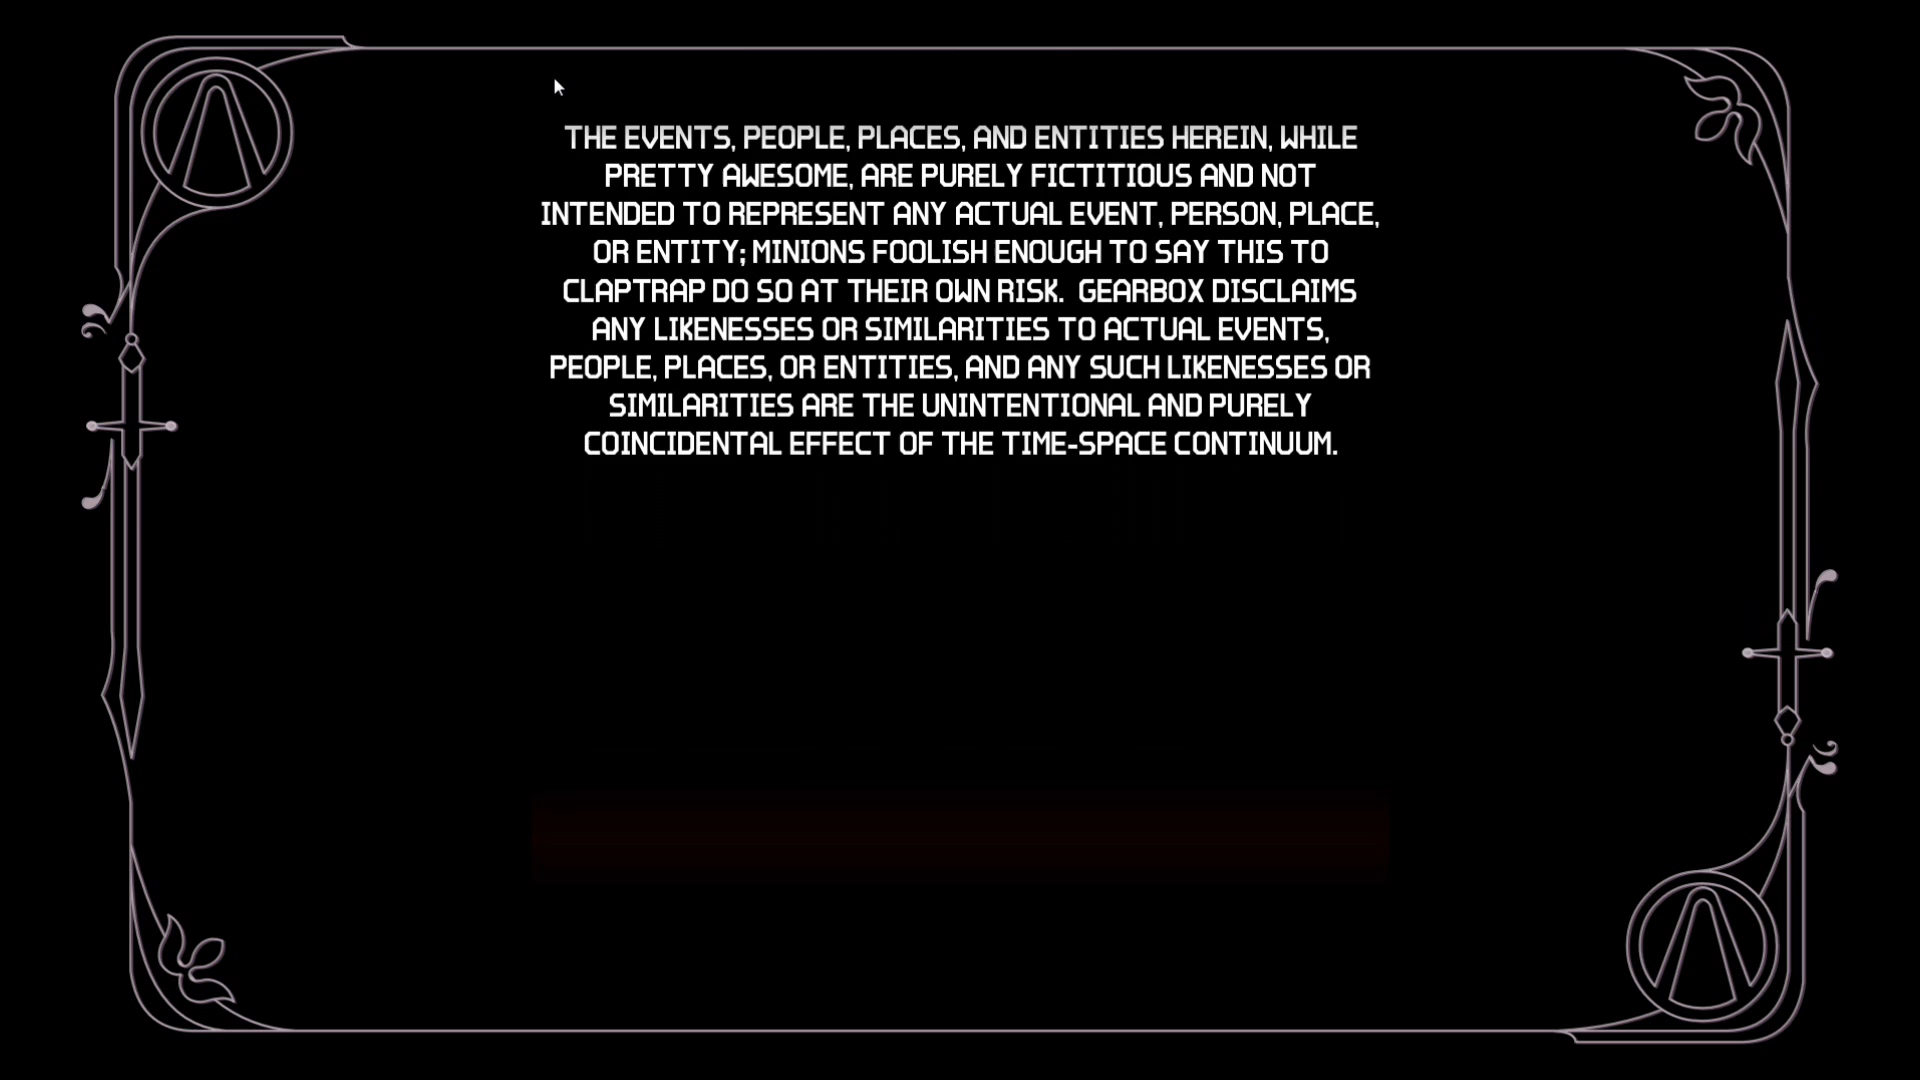 THE EVENTS, PEOPLE, PLACES, AND ENTITIES HEREIN, WHILE
PRETTY AWESOME, ARE PURELY FICTITIOUS AND NOT
INTENDED TO REPRESENT ANY ACTUAL EVENT, PERSON, PLACE,
OR ENTITY; MINIONS FOOLISH ENOUGH TO SAY THIS TO
CLAPTRAP DO SO AT THEIR OWN RISK.  GEARBOX DISCLAIMS
ANY LIKENESSES OR SIMILARITIES TO ACTUAL EVENTS,
PEOPLE, PLACES, OR ENTITIES, AND ANY SUCH LIKENESSES OR
SIMILARITIES ARE THE UNINTENTIONAL AND PURELY
COINCIDENTAL EFFECT OF THE TIME-SPACE CONTINUUM.